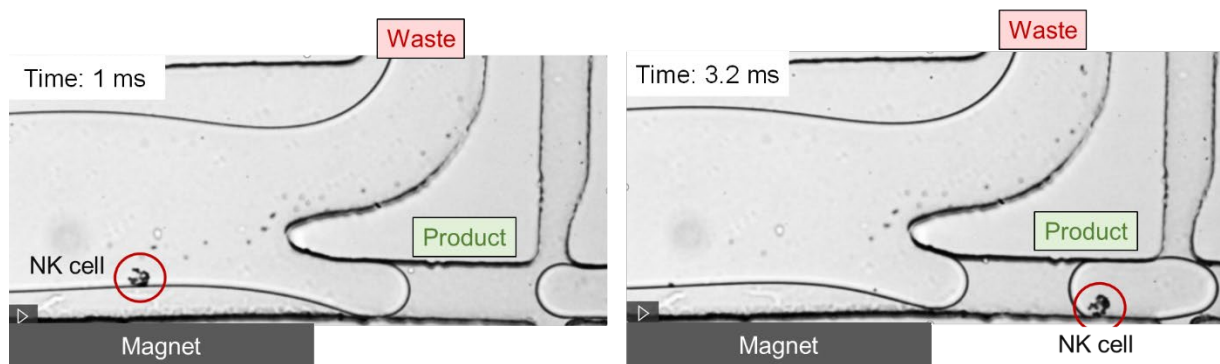 Waste
Time: 1 ms
Product
NK cell
Magnet
Waste
Time: 3.2 ms
Product
Magnet
NK cell